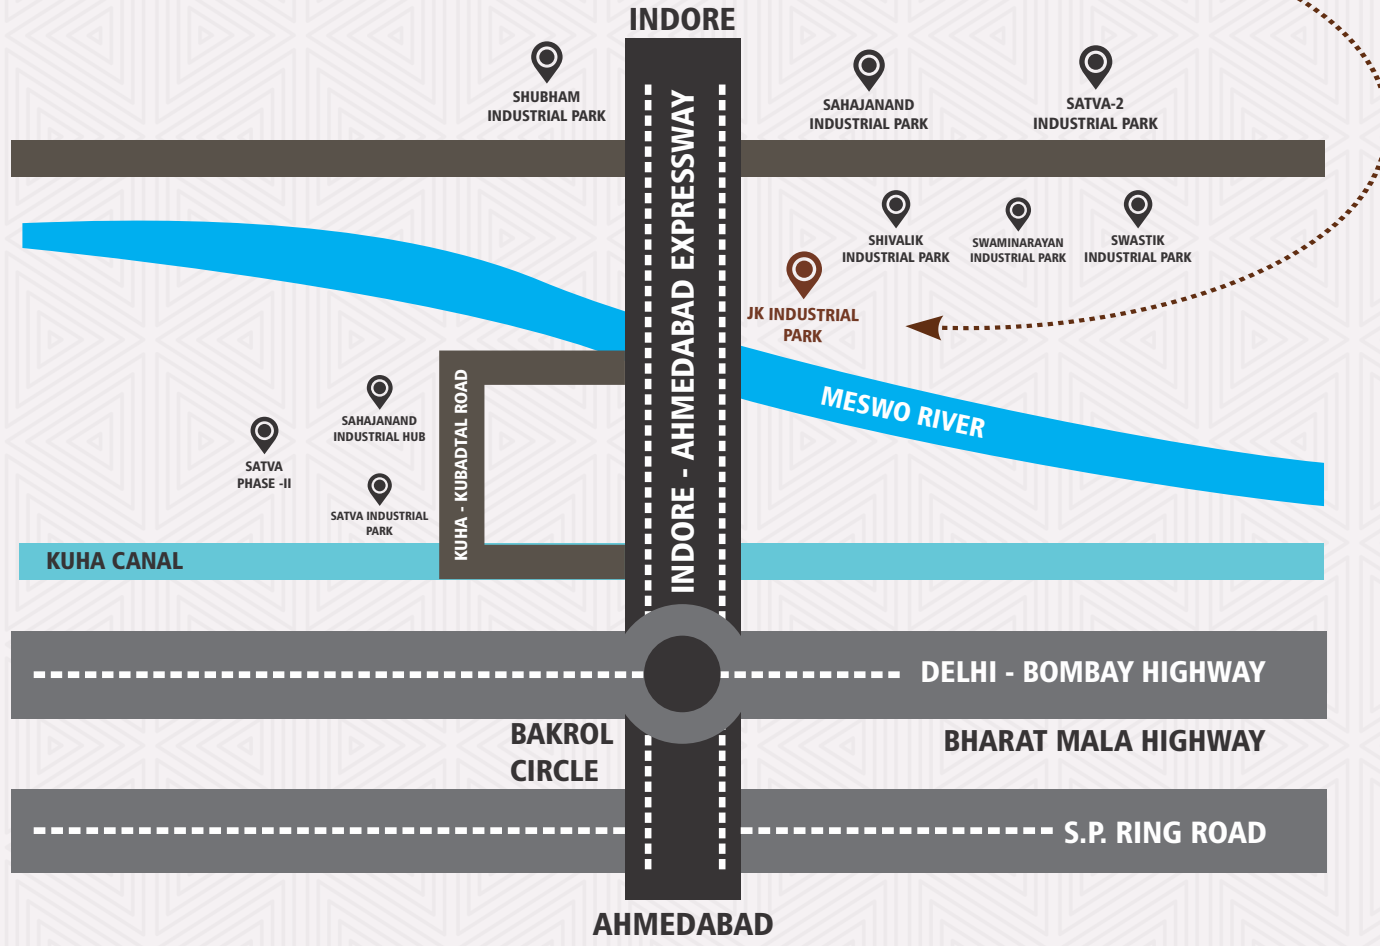 INDORE
SHUBHAM
INDUSTRIAL PARK
SAHAJANAND
INDUSTRIAL PARK
SATVA-2
INDUSTRIAL PARK
INDORE - AHMEDABAD EXPRESSWAY
SHIVALIK
INDUSTRIAL PARK
SWAMINARAYAN
INDUSTRIAL PARK
SWASTIK
INDUSTRIAL PARK
JK INDUSTRIAL
PARK
MESWO RIVER
KUHA - KUBADTAL ROAD
SAHAJANAND
INDUSTRIAL HUB
SATVA
PHASE -II
SATVA INDUSTRIAL
PARK
KUHA CANAL
DELHI - BOMBAY HIGHWAY
BAKROL
CIRCLE
BHARAT MALA HIGHWAY
S.P. RING ROAD
AHMEDABAD